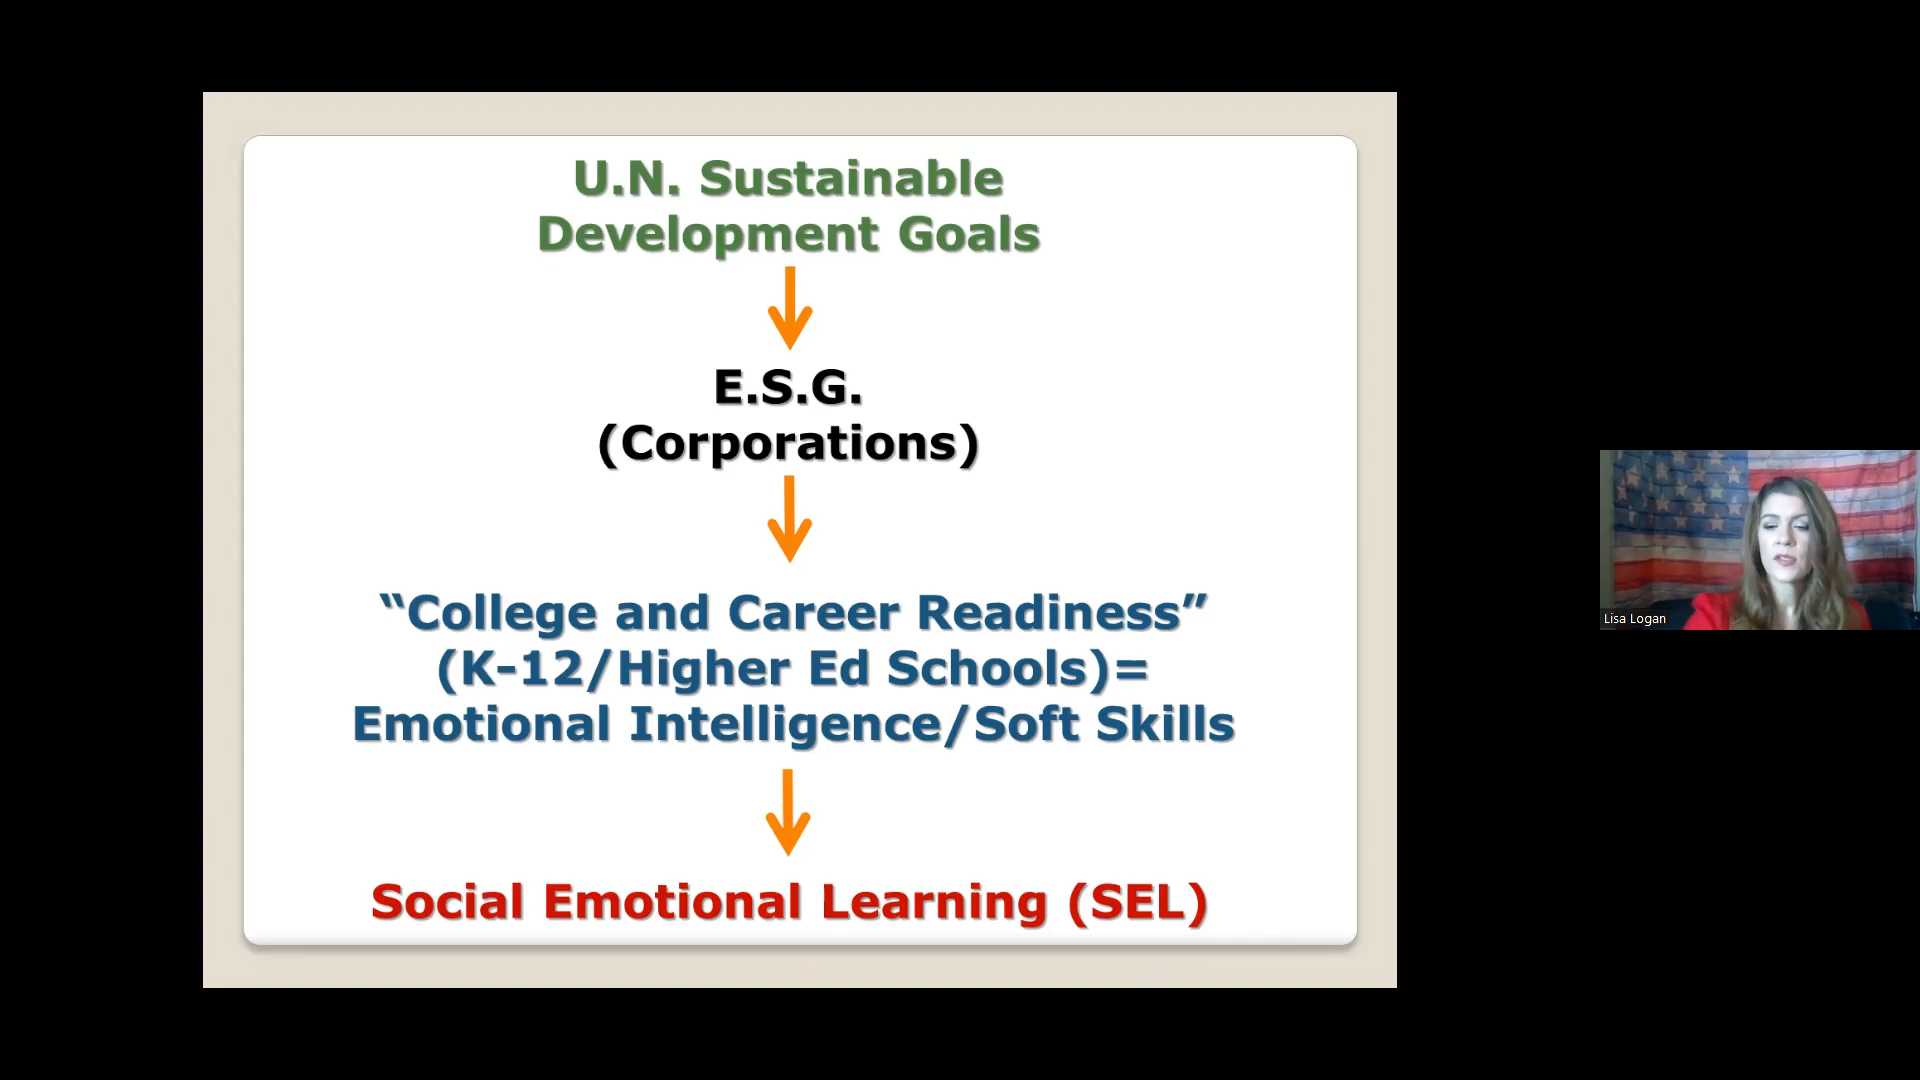 U.N. Sustainable
Development Goals
E.S.G.
(Corporations)
“College and Career Readiness”
(K-12/Higher Ed Schools)=
Emotional Intelligence/Soft Skills
Social Emotional Learning (SEL)
Lisa Logan